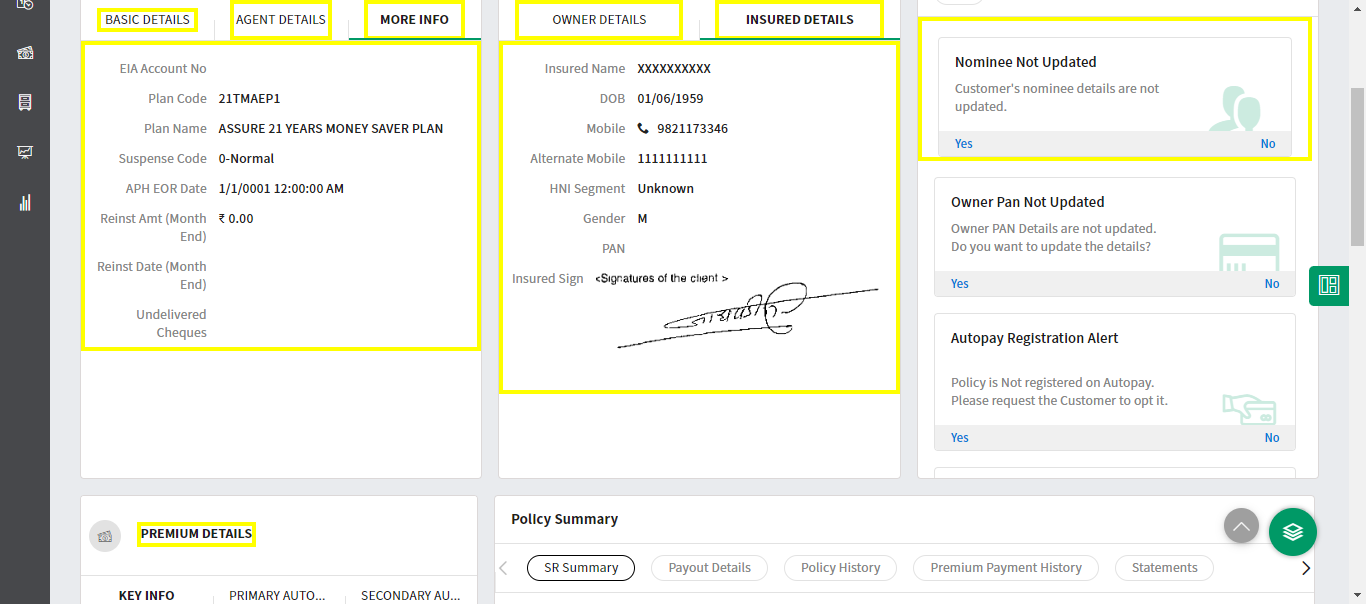 BASIC DETAILS
AGENT DETAILS
MORE INFO
EIA Account No
Plan Code 21TMAEP1
Plan Name ASSURE 21 YEARS MONEY SAVER PLAN
Suspense Code 0-Normal
APH EOR Date 1/1/0001 12:00:00 AM
Reinst Amt (Month ₹ 0.00
End)
Reinst Date (Month
End)
Undelivered
Cheques
OWNER DETAILS
INSURED DETAILS
Insured Name XXXXXXXXXX
DOB 01/06/1959
Mobile 9821173346
Alternate Mobile 1111111111
HNI Segment Unknown
Gender M
PAN
Insured Sign <Signatures of the client >
Nominee Not Updated
Customer's nominee details are not
updated.
Yes No
Owner Pan Not Updated
Owner PAN Details are not updated.
Do you want to update the details?
Yes No
Autopay Registration Alert
Policy is Not registered on Autopay.
Please request the Customer to opt it.
Yes No
PREMIUM DETAILS
KEY INFO
PRIMARY AUTO...
SECONDARY AU...
Policy Summary
SR Summary
Payout Details
Policy History
Premium Payment History
Statements